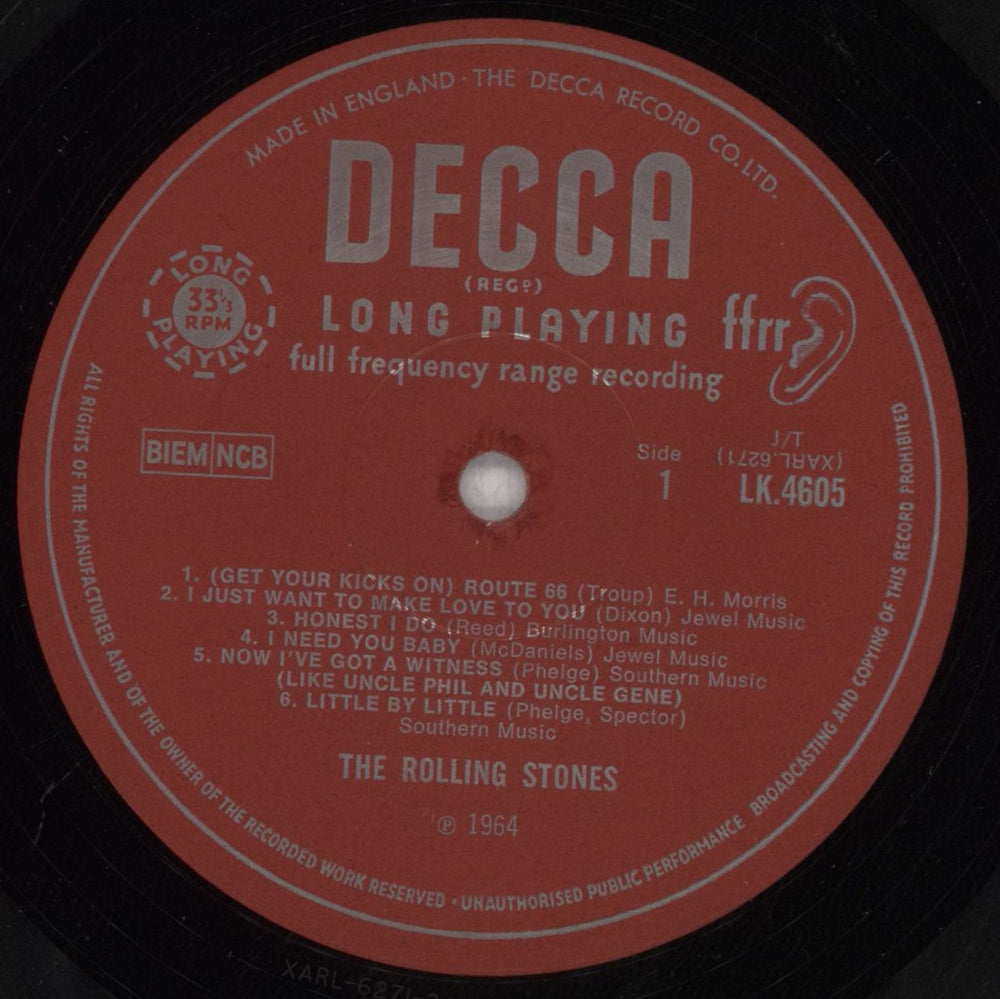 MADE IN ENGLAND · THE DECCA RECORD CO. LTD.
DECCA
(REGD)
LONG PLAYING
ffrr
full frequency range recording
LONG
33⅓
RPM
PLAYING
BIEM NCB
Side
1
J/T
(XARL.6271)
LK.4605
1. (GET YOUR KICKS ON) ROUTE 66 (Troup) E. H. Morris
2. I JUST WANT TO MAKE LOVE TO YOU (Dixon) Jewel Music
3. HONEST I DO (Reed) Burlington Music
4. I NEED YOU BABY (McDaniels) Jewel Music
5. NOW I'VE GOT A WITNESS (Phelge) Southern Music
(LIKE UNCLE PHIL AND UNCLE GENE)
6. LITTLE BY LITTLE (Phelge, Spector)
Southern Music
THE ROLLING STONES
℗ 1964
ALL RIGHTS OF THE MANUFACTURER AND OF THE OWNER OF THE RECORDED WORK RESERVED · UNAUTHORISED PUBLIC PERFORMANCE BROADCASTING AND COPYING OF THIS RECORD PROHIBITED